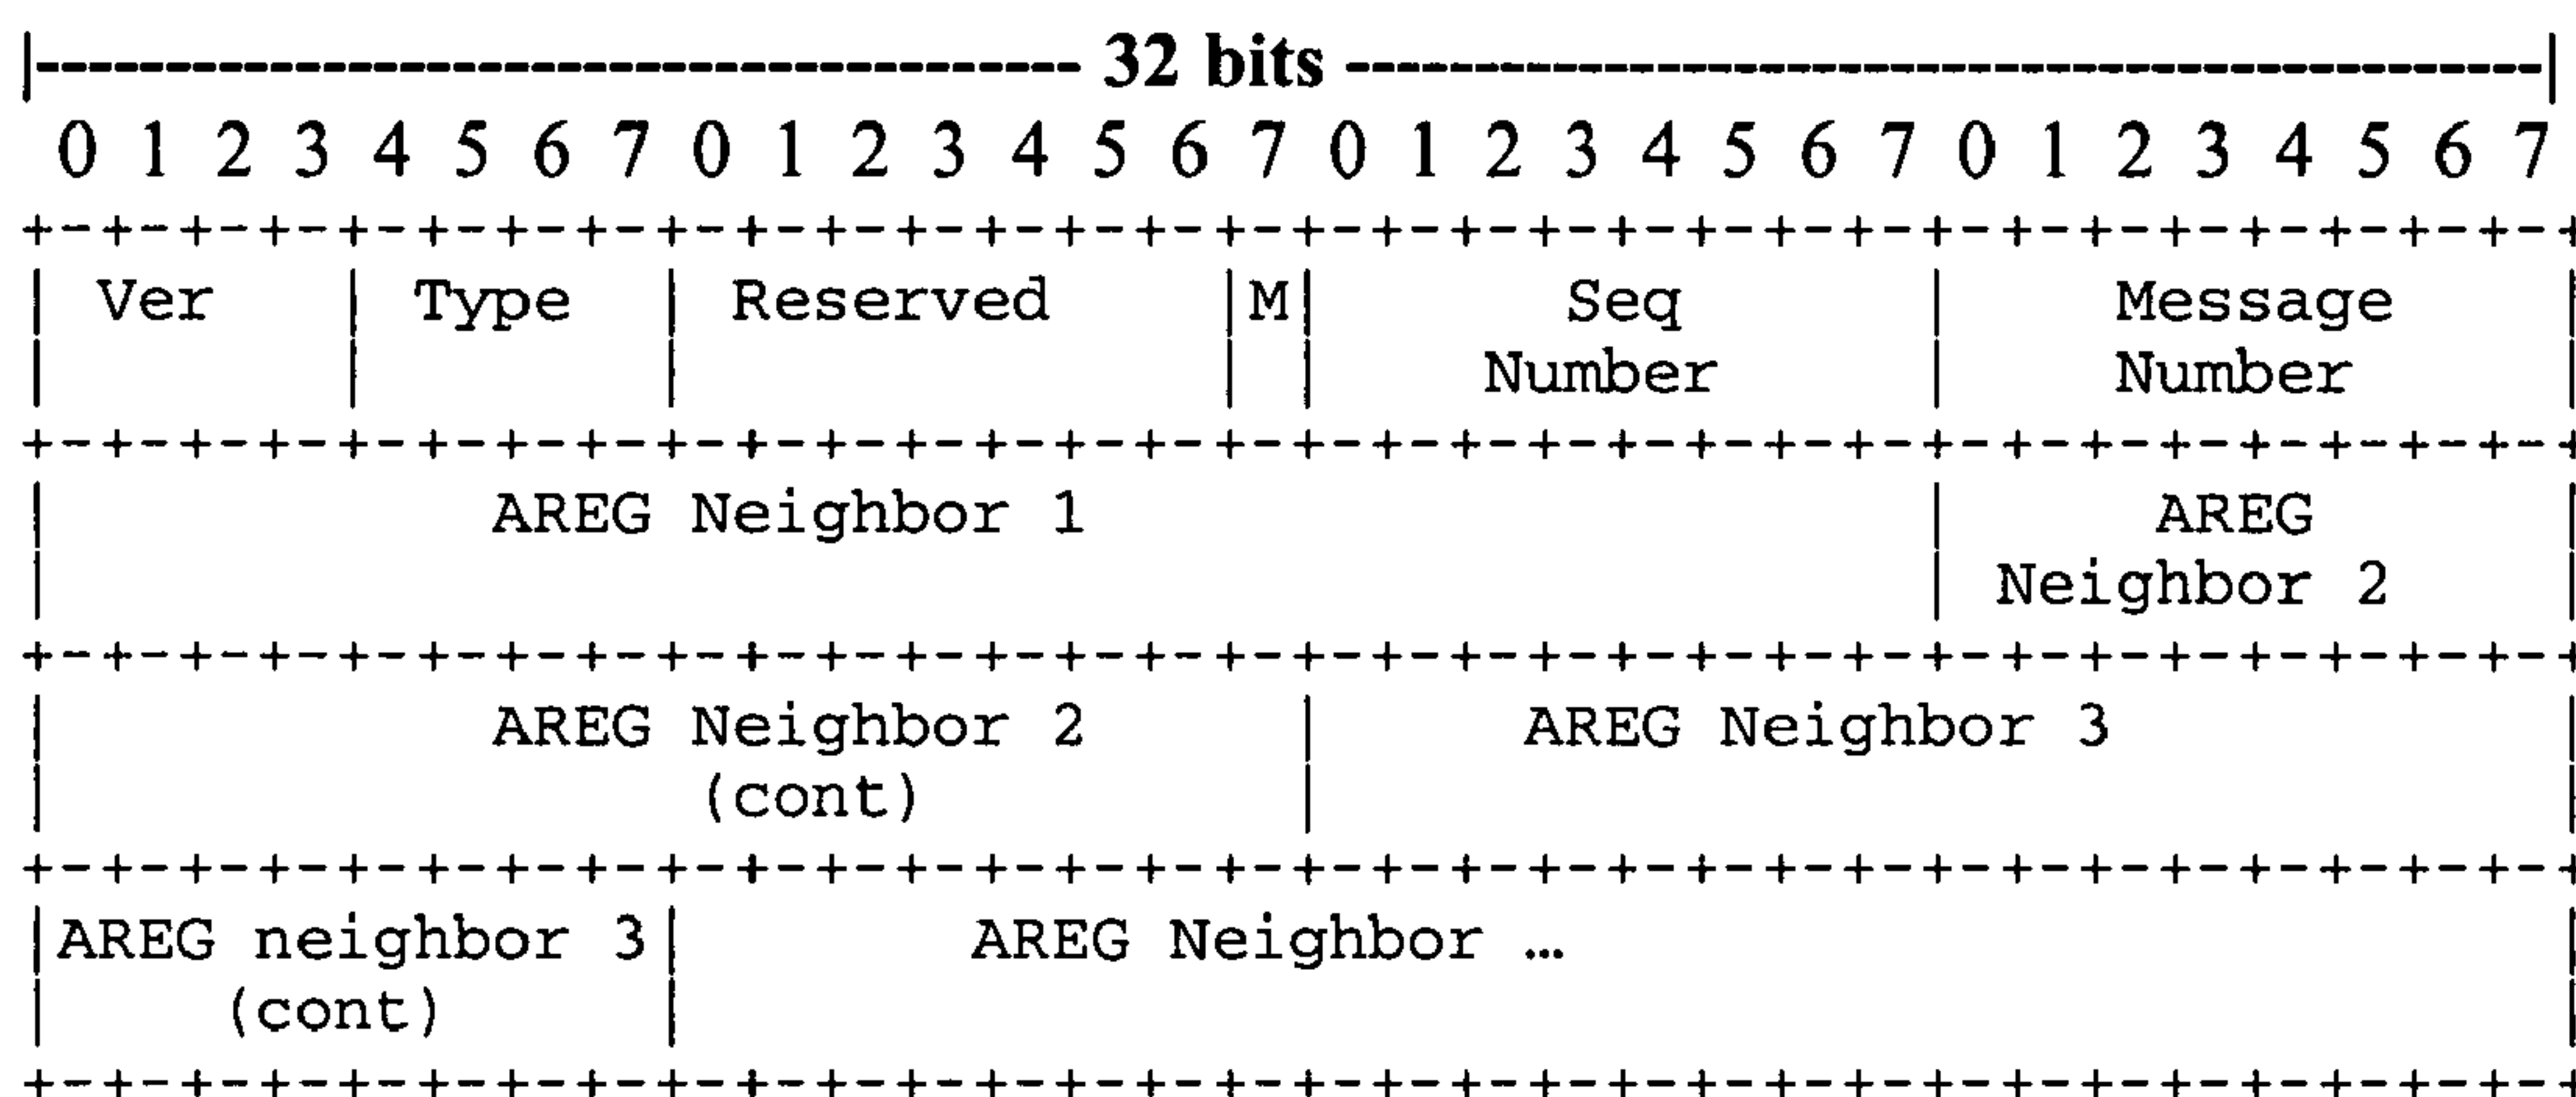 |---------------------------------------- 32 bits ----------------------------------------------|
0 1 2 3 4 5 6 7 0 1 2 3 4 5 6 7 0 1 2 3 4 5 6 7 0 1 2 3 4 5 6 7
+-+-+-+-+-+-+-+-+-+-+-+-+-+-+-+-+-+-+-+-+-+-+-+-+-+-+-+-+-+-+-+-+
| Ver | Type | Reserved |M| Seq | Message |
| | | | | Number | Number |
+-+-+-+-+-+-+-+-+-+-+-+-+-+-+-+-+-+-+-+-+-+-+-+-+-+-+-+-+-+-+-+-+
| AREG Neighbor 1 | AREG |
| | Neighbor 2 |
+-+-+-+-+-+-+-+-+-+-+-+-+-+-+-+-+-+-+-+-+-+-+-+-+-+-+-+-+-+-+-+-+
| AREG Neighbor 2 | AREG Neighbor 3 |
| (cont) | |
+-+-+-+-+-+-+-+-+-+-+-+-+-+-+-+-+-+-+-+-+-+-+-+-+-+-+-+-+-+-+-+-+
|AREG neighbor 3| AREG Neighbor … |
| (cont) | |
+-+-+-+-+-+-+-+-+-+-+-+-+-+-+-+-+-+-+-+-+-+-+-+-+-+-+-+-+-+-+-+-+